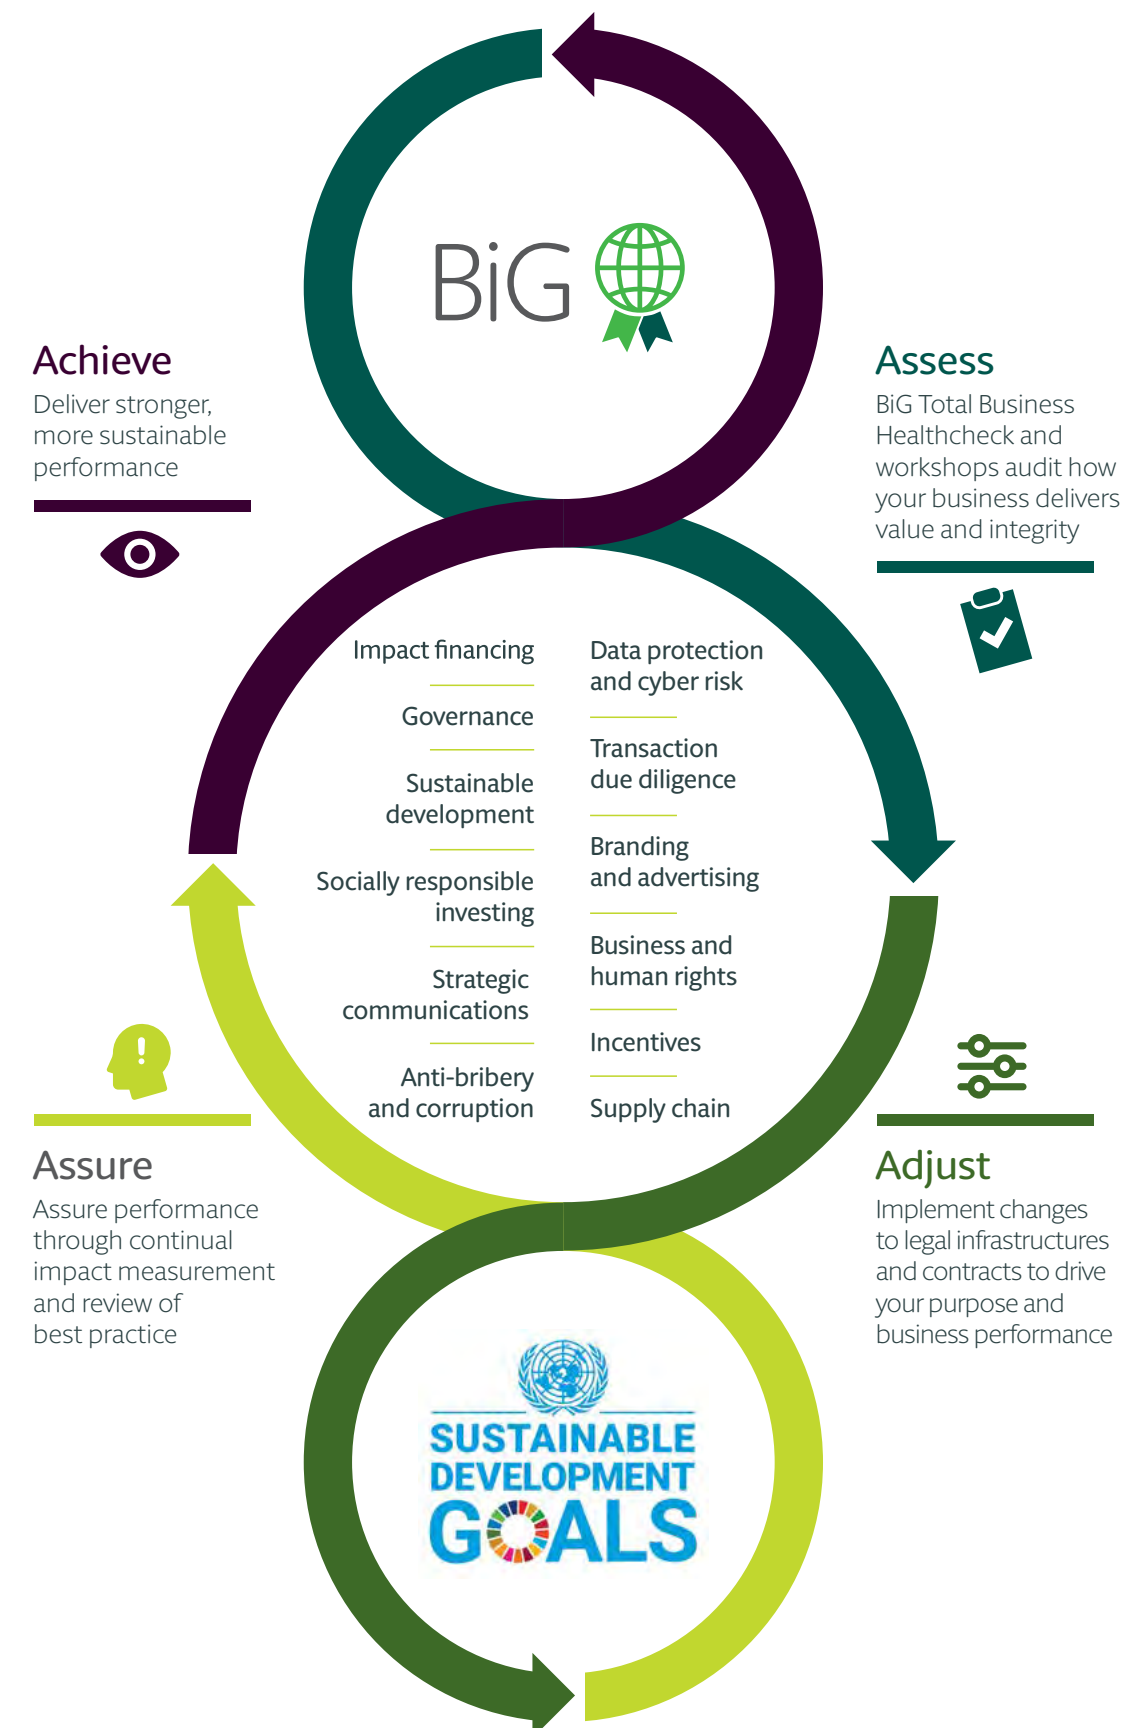 BiG
Achieve
Deliver stronger,
more sustainable
performance
Assess
BiG Total Business
Healthcheck and
workshops audit how
your business delivers
value and integrity
Impact financing
Governance
Sustainable
development
Socially responsible
investing
Strategic
communications
Anti-bribery
and corruption
Data protection
and cyber risk
Transaction
due diligence
Branding
and advertising
Business and
human rights
Incentives
Supply chain
Assure
Assure performance
through continual
impact measurement
and review of
best practice
Adjust
Implement changes
to legal infrastructures
and contracts to drive
your purpose and
business performance
SUSTAINABLE
DEVELOPMENT
GOALS